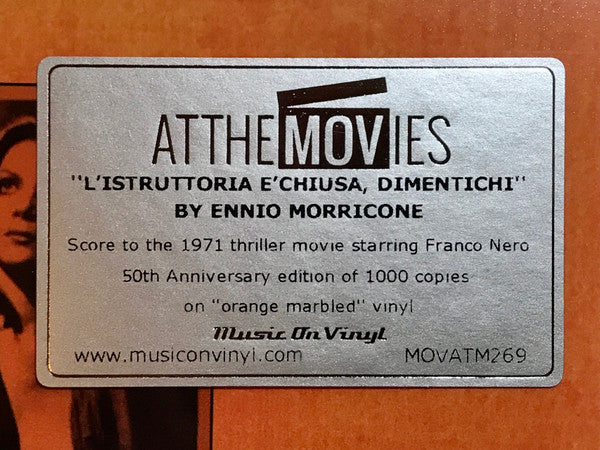 ATTHEMOVIES
"L'ISTRUTTORIA E'CHIUSA, DIMENTICHI"
BY ENNIO MORRICONE
Score to the 1971 thriller movie starring Franco Nero
50th Anniversary edition of 1000 copies
on "orange marbled" vinyl
Music On Vinyl
www.musiconvinyl.com MOVATM269